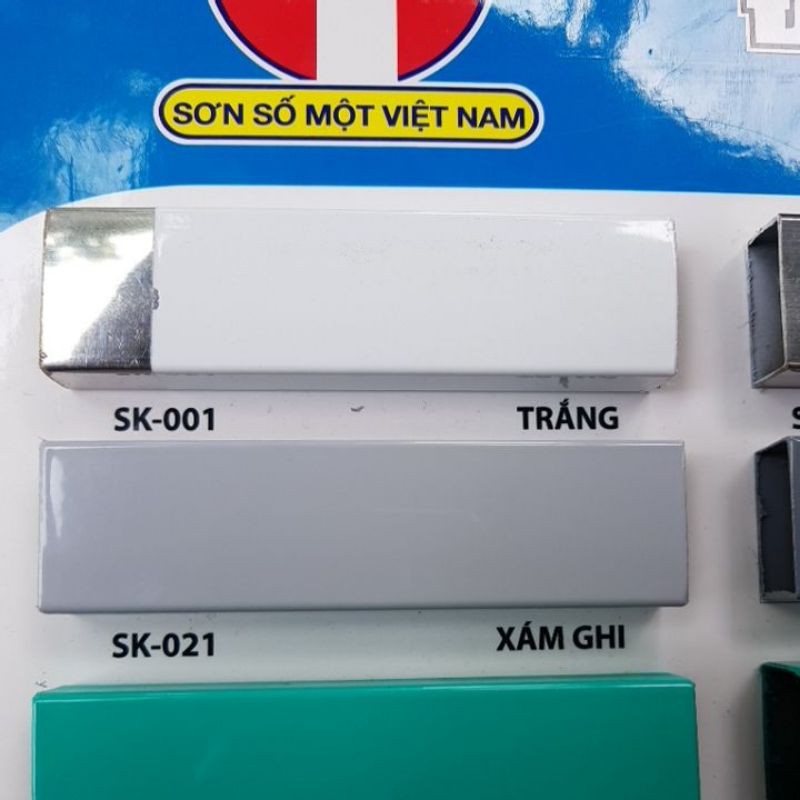 SƠN SỐ MỘT VIỆT NAM
SK-001 TRẮNG
SK-021 XÁM GHI